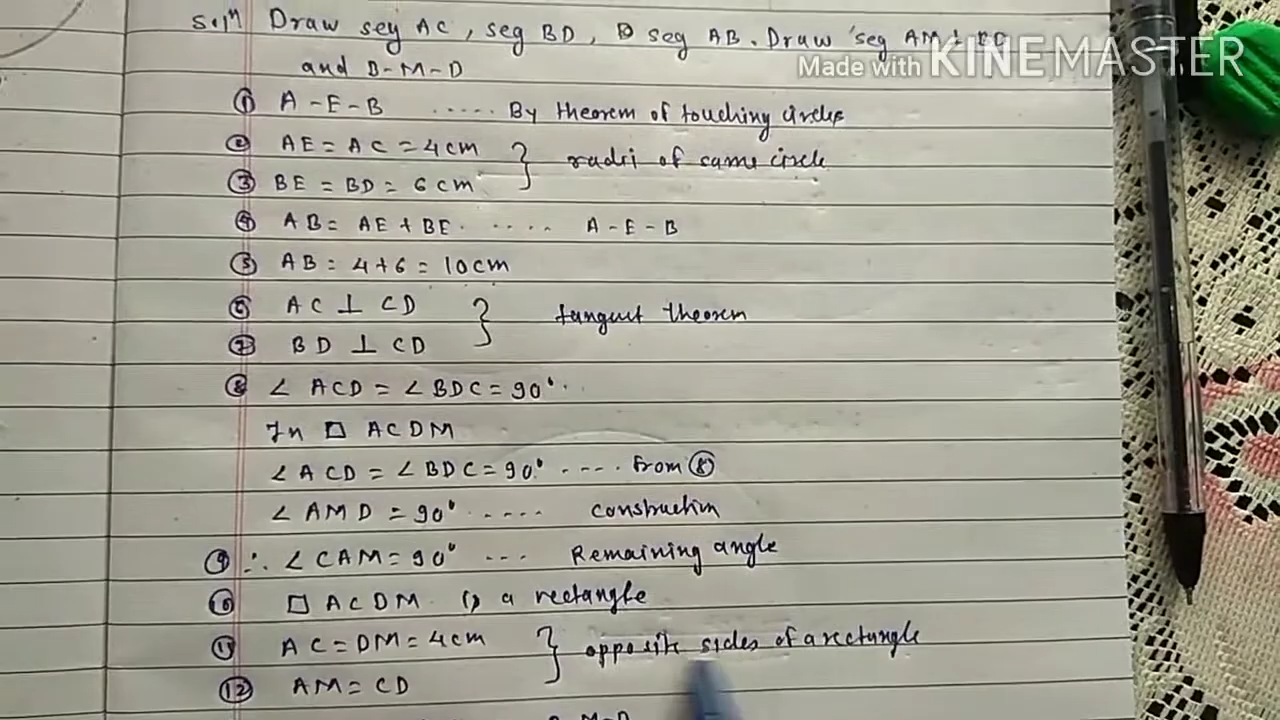 Soln Draw seg AC, seg BD, seg AB. Draw seg AM ⊥ BD
Made with KINEMASTER
and B-M-D
① A-E-B ..... By theorem of touching circles
② AE = AC = 4cm } radii of same circle
③ BE = BD = 6cm
④ AB = AE + BE ..... A-E-B
⑤ AB = 4+6 = 10cm
⑥ AC ⊥ CD } tangent theorem
⑦ BD ⊥ CD
⑧ ∠ ACD = ∠ BDC = 90°.
In □ ACDM
∠ ACD = ∠ BDC = 90° .... from ⑧
∠ AMD = 90° ..... construction
⑨ ∴ ∠ CAM = 90° ... Remaining angle
⑩ □ ACDM is a rectangle
⑪ AC = DM = 4cm } opposite sides of a rectangle
⑫ AM = CD